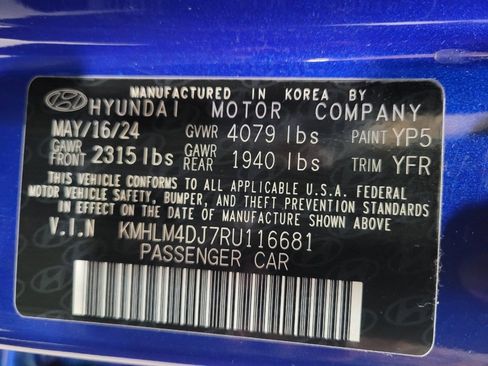 MANUFACTURED IN KOREA BY
HYUNDAI MOTOR COMPANY
MAY/16/24 GVWR 4079 lbs PAINT YP5
GAWR FRONT 2315 lbs GAWR REAR 1940 lbs TRIM YFR
THIS VEHICLE CONFORMS TO ALL APPLICABLE U.S.A. FEDERAL
MOTOR VEHICLE SAFETY, BUMPER, AND THEFT PREVENTION STANDARDS
IN EFFECT ON THE DATE OF MANUFACTURE SHOWN ABOVE.
V.I.N KMHLM4DJ7RU116681
PASSENGER CAR